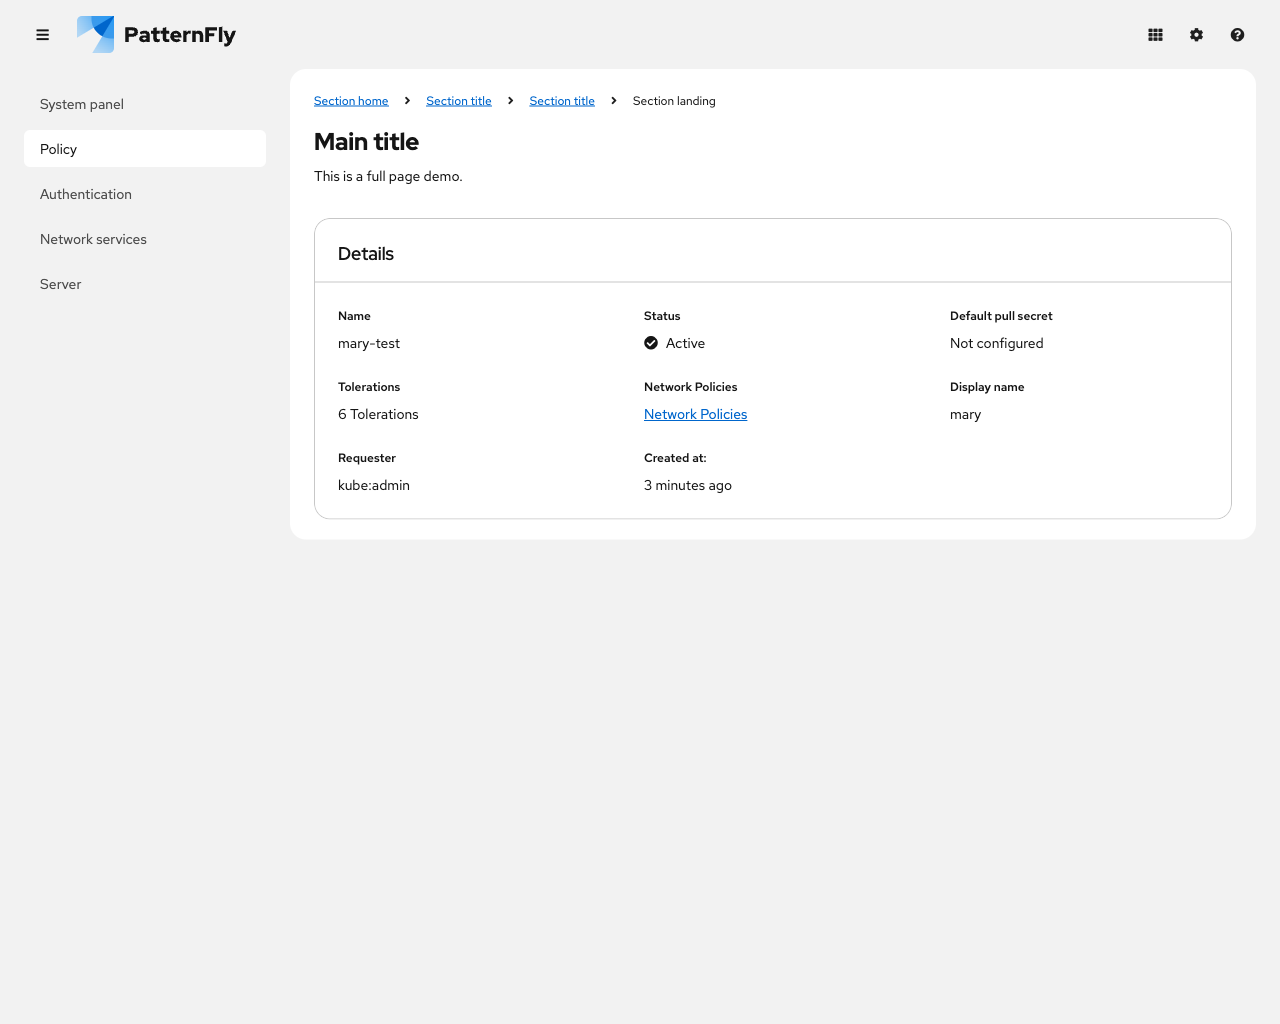 PatternFly
System panel
Policy
Authentication
Network services
Server
Section home
Section title
Section title
Section landing
Main title
This is a full page demo.
Details
Name
mary-test
Status
Active
Default pull secret
Not configured
Tolerations
6 Tolerations
Network Policies
Network Policies
Display name
mary
Requester
kube:admin
Created at:
3 minutes ago